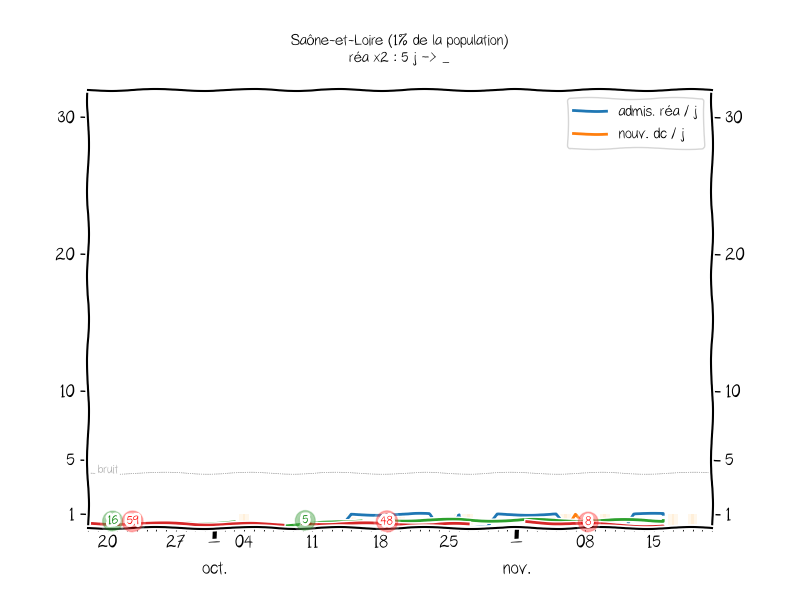 Saône-et-Loire (1% de la population)
réa x2 : 5 j -> _
admis. réa / j
nouv. dc / j
30 30
20 20
10 10
5 5
bruit
1 1
16 59 5 48 8
20 27 04 11 18 25 08 15
oct. nov.